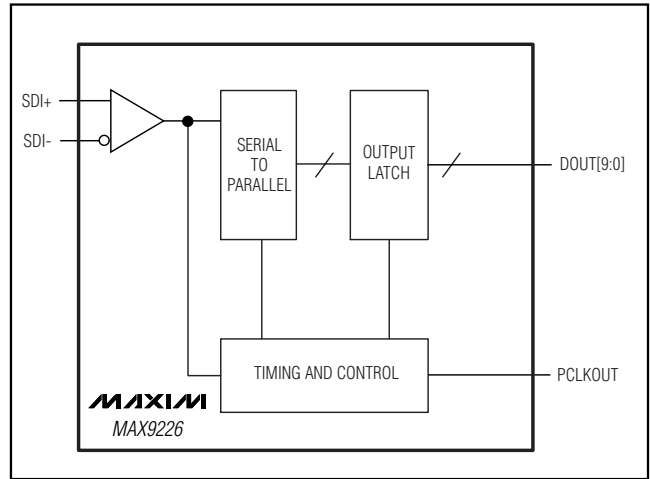 SDI+
SDI-
SERIAL
TO
PARALLEL
OUTPUT
LATCH
DOUT[9:0]
TIMING AND CONTROL
PCLKOUT
MAXIM
MAX9226